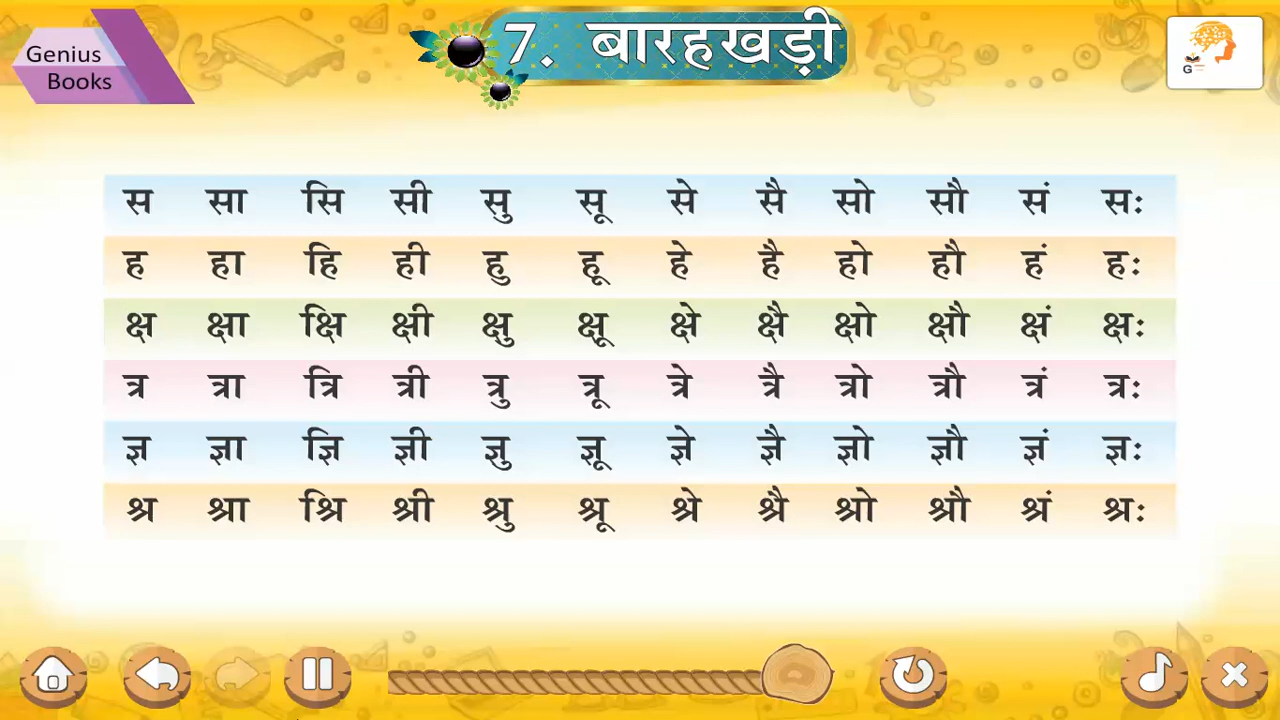 Genius
Books
7. बारहखड़ी
G
स सा सि सी सु सू से सै सो सौ सं सः
ह हा हि ही हु हू हे है हो हौ हं हः
क्ष क्षा क्षि क्षी क्षु क्षू क्षे क्षै क्षो क्षौ क्षं क्षः
त्र त्रा त्रि त्री त्रु त्रू त्रे त्रै त्रो त्रौ त्रं त्रः
ज्ञ ज्ञा ज्ञि ज्ञी ज्ञु ज्ञू ज्ञे ज्ञै ज्ञो ज्ञौ ज्ञं ज्ञः
श्र श्रा श्रि श्री श्रु श्रू श्रे श्रै श्रो श्रौ श्रं श्रः